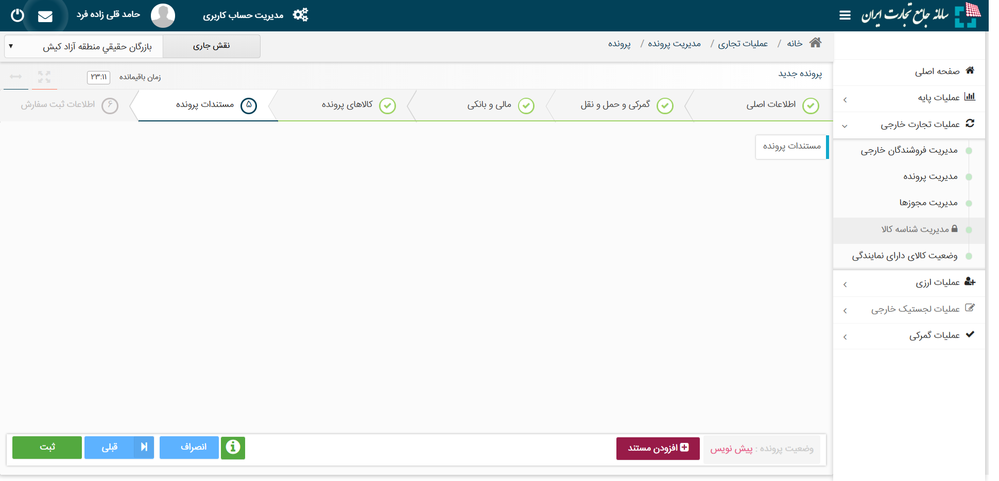 سامانه جامع تجارت ایران
مدیریت حساب کاربری
حامد قلی زاده فرد
خانه / عملیات تجاری / مدیریت پرونده / پرونده
نقش جاری
بازرگان حقيقي منطقه آزاد کیش
پرونده جدید
زمان باقیمانده ۲۳:۱۱
اطلاعات اصلی
گمرکی و حمل و نقل
مالی و بانکی
کالاهای پرونده
۵ مستندات پرونده
۶ اطلاعات ثبت سفارش
صفحه اصلی
عملیات پایه
عملیات تجارت خارجی
مدیریت فروشندگان خارجی
مدیریت پرونده
مدیریت مجوزها
مدیریت شناسه کالا
وضعیت کالای دارای نمایندگی
عملیات ارزی
عملیات لجستیک خارجی
عملیات گمرکی
مستندات پرونده
وضعیت پرونده : پیش نویس
افزودن مستند
انصراف
قبلی
ثبت